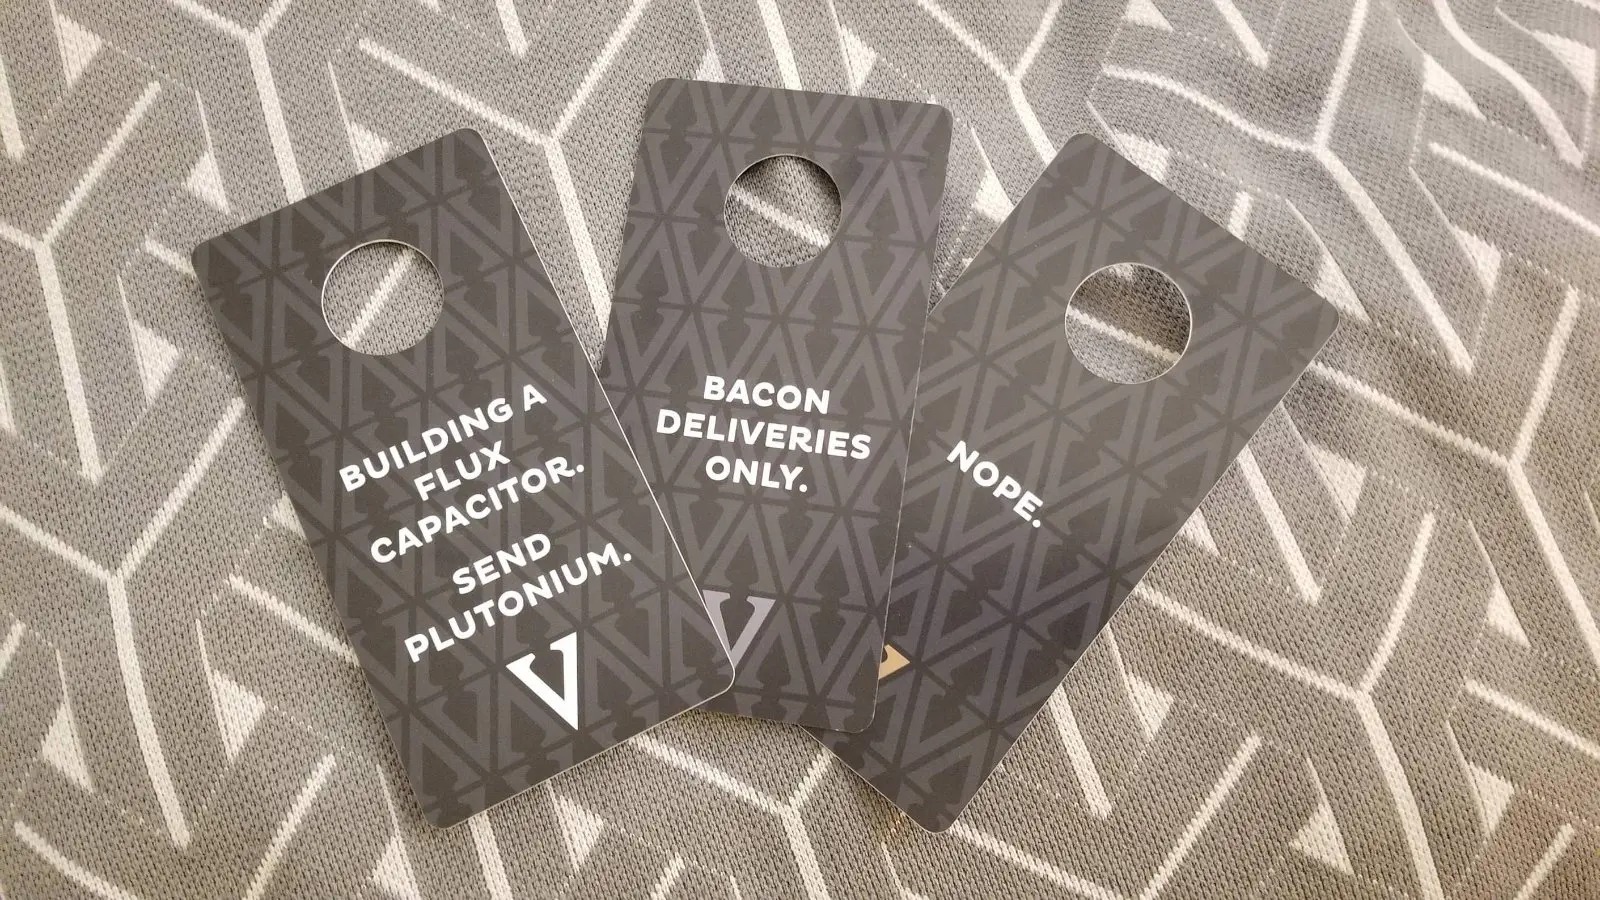 BUILDING A
FLUX
CAPACITOR.
SEND
PLUTONIUM.
V
BACON
DELIVERIES
ONLY.
V
NOPE.